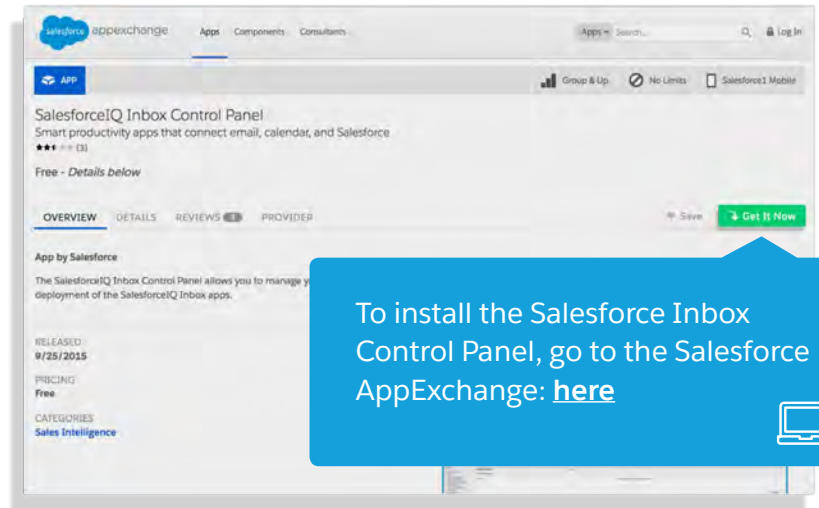 salesforce appexchange Apps Components Consultants Apps Search... Log In
APP Group & Up No Limits Salesforce1 Mobile
SalesforceIQ Inbox Control Panel
Smart productivity apps that connect email, calendar, and Salesforce
(3)
Free - Details below
OVERVIEW DETAILS REVIEWS 3 PROVIDER Save Get It Now
App by Salesforce
The SalesforceIQ Inbox Control Panel allows you to manage y
deployment of the SalesforceIQ Inbox apps.
RELEASED
9/25/2015
PRICING
Free
CATEGORIES
Sales Intelligence
To install the Salesforce Inbox
Control Panel, go to the Salesforce
AppExchange: here